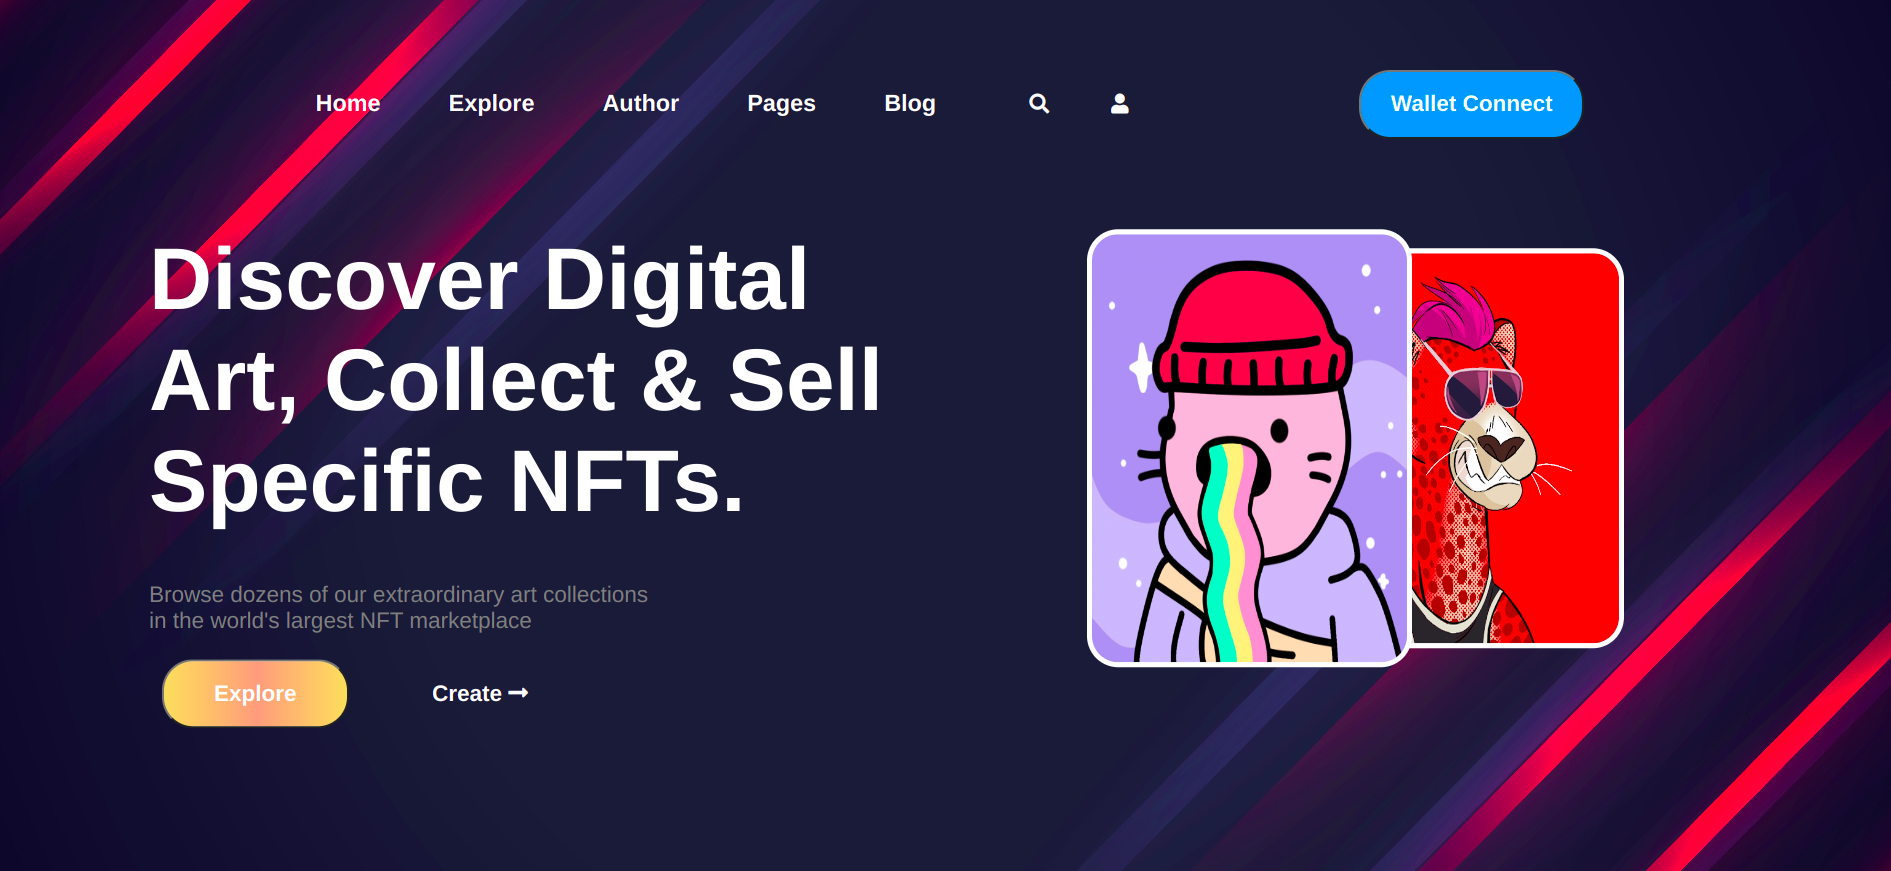 Home Explore Author Pages Blog Wallet Connect
Discover Digital
Art, Collect & Sell
Specific NFTs.
Browse dozens of our extraordinary art collections
in the world's largest NFT marketplace
Explore Create